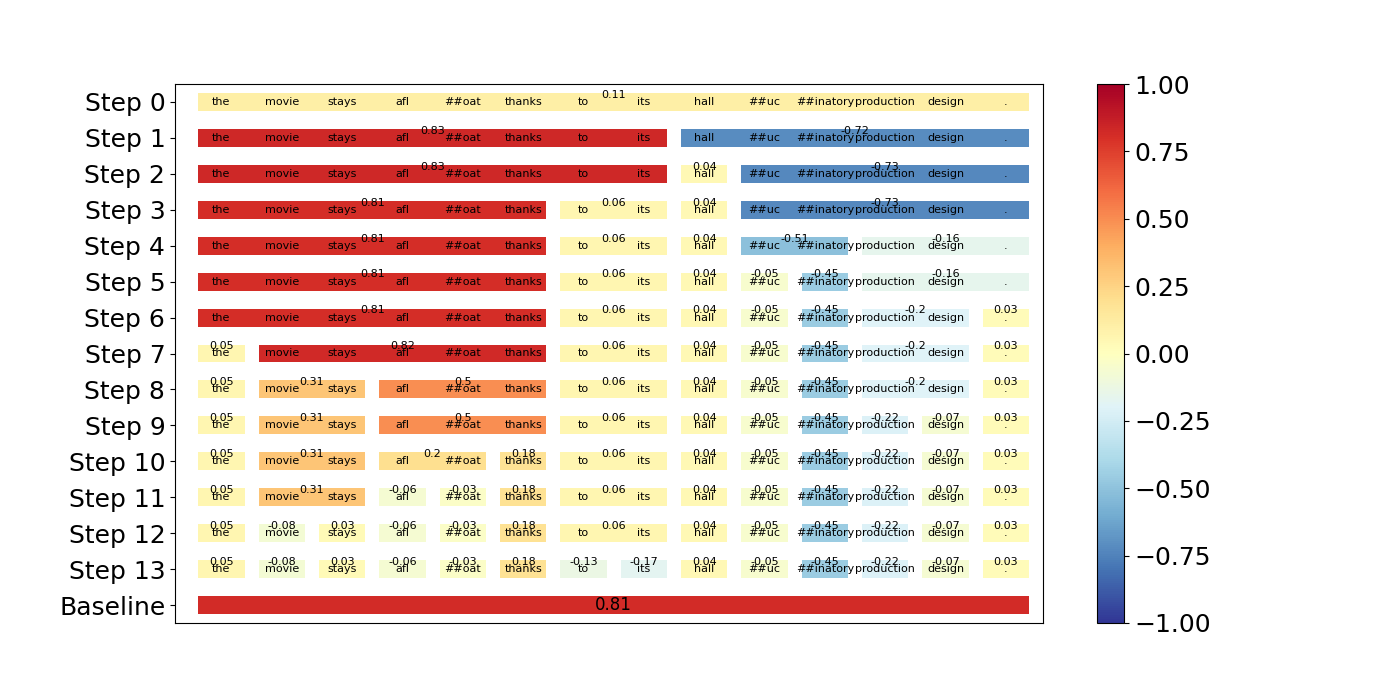 1.00
Step 0 the movie stays afl ##oat thanks to 0.11 its hall ##uc ##inatory production design .
Step 1 the movie stays afl 0.83 ##oat thanks to its hall ##uc ##inatory -0.72 production design .
0.75
Step 2 the movie stays afl 0.83 ##oat thanks to its 0.04 hall ##uc ##inatory -0.73 production design .
Step 3 the movie stays 0.81 afl ##oat thanks to 0.06 its 0.04 hall ##uc ##inatory -0.73 production design .
0.50
Step 4 the movie stays 0.81 afl ##oat thanks to 0.06 its 0.04 hall ##uc -0.51 ##inatory production -0.16 design .
Step 5 the movie stays 0.81 afl ##oat thanks to 0.06 its 0.04 hall -0.05 ##uc -0.45 ##inatory production -0.16 design .
0.25
Step 6 the movie stays 0.81 afl ##oat thanks to 0.06 its 0.04 hall -0.05 ##uc -0.45 ##inatory production -0.2 design 0.03 .
Step 7 0.05 the movie stays 0.82 afl ##oat thanks to 0.06 its 0.04 hall -0.05 ##uc -0.45 ##inatory production -0.2 design 0.03 .
0.00
Step 8 0.05 the movie 0.31 stays afl 0.5 ##oat thanks to 0.06 its 0.04 hall -0.05 ##uc -0.45 ##inatory production -0.2 design 0.03 .
Step 9 0.05 the movie 0.31 stays afl 0.5 ##oat thanks to 0.06 its 0.04 hall -0.05 ##uc -0.45 ##inatory -0.22 production -0.07 design 0.03 .
−0.25
Step 10 0.05 the movie 0.31 stays afl 0.2 ##oat 0.18 thanks to 0.06 its 0.04 hall -0.05 ##uc -0.45 ##inatory -0.22 production -0.07 design 0.03 .
−0.50
Step 11 0.05 the movie 0.31 stays -0.06 afl -0.03 ##oat 0.18 thanks to 0.06 its 0.04 hall -0.05 ##uc -0.45 ##inatory -0.22 production -0.07 design 0.03 .
Step 12 0.05 the -0.08 movie 0.03 stays -0.06 afl -0.03 ##oat 0.18 thanks to 0.06 its 0.04 hall -0.05 ##uc -0.45 ##inatory -0.22 production -0.07 design 0.03 .
−0.75
Step 13 0.05 the -0.08 movie 0.03 stays -0.06 afl -0.03 ##oat 0.18 thanks -0.13 to -0.17 its 0.04 hall -0.05 ##uc -0.45 ##inatory -0.22 production -0.07 design 0.03 .
Baseline 0.81
−1.00